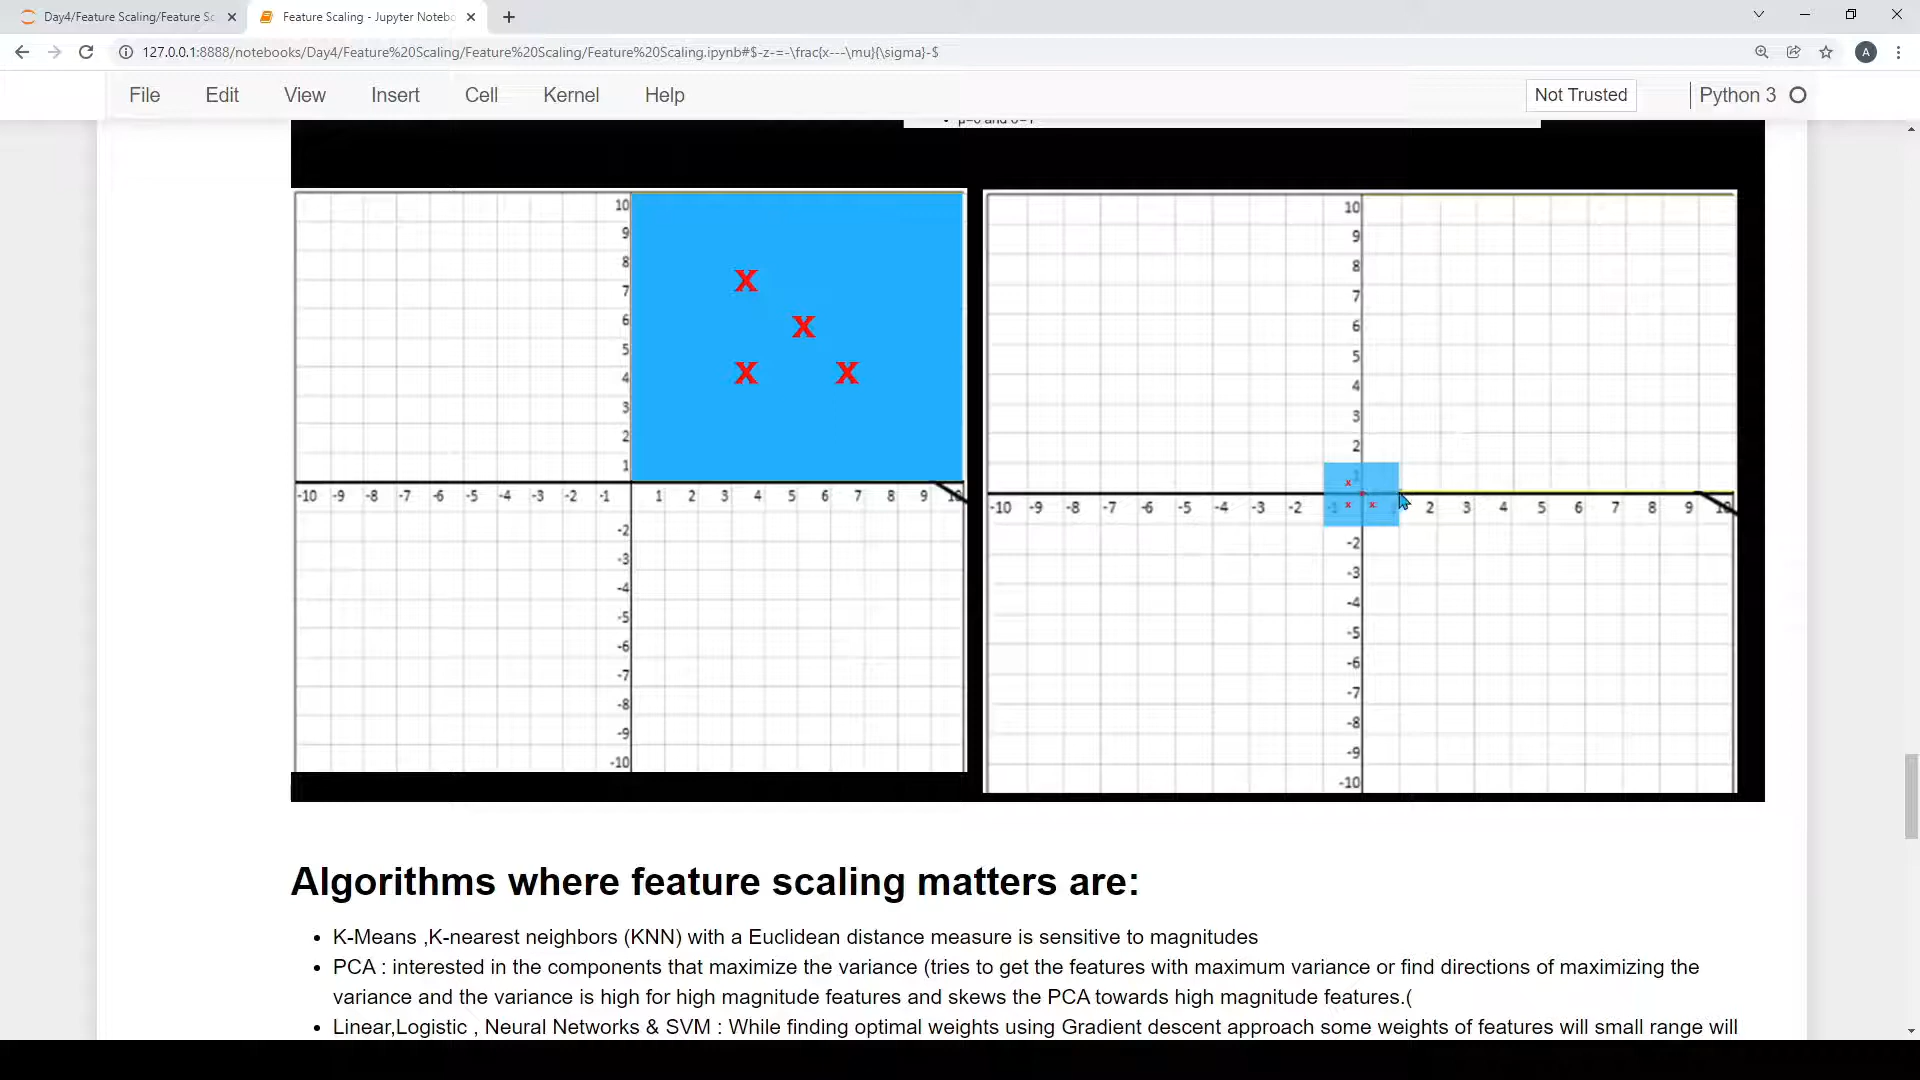 Day4/Feature Scaling/Feature Sc
Feature Scaling - Jupyter Notebo
127.0.0.1:8888/notebooks/Day4/Feature%20Scaling/Feature%20Scaling/Feature%20Scaling.ipynb#$-z-=-\frac{x---\mu}{\sigma}-$
A
File Edit View Insert Cell Kernel Help
Not Trusted
Python 3
10
9
8
7
6
5
4
3
2
1
-10 -9 -8 -7 -6 -5 -4 -3 -2 -1 1 2 3 4 5 6 7 8 9 10
-2
-3
-4
-5
-6
-7
-8
-9
-10
x
x
x x
10
9
8
7
6
5
4
3
2
1
-10 -9 -8 -7 -6 -5 -4 -3 -2 -1 2 3 4 5 6 7 8 9 10
-2
-3
-4
-5
-6
-7
-8
-9
-10
x
x
x x
Algorithms where feature scaling matters are:
• K-Means ,K-nearest neighbors (KNN) with a Euclidean distance measure is sensitive to magnitudes
• PCA : interested in the components that maximize the variance (tries to get the features with maximum variance or find directions of maximizing the
variance and the variance is high for high magnitude features and skews the PCA towards high magnitude features.(
• Linear,Logistic , Neural Networks & SVM : While finding optimal weights using Gradient descent approach some weights of features will small range will